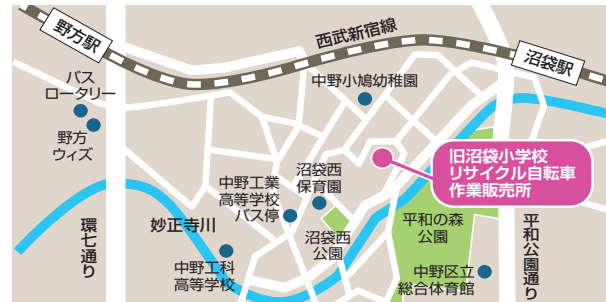 野方駅
西武新宿線
沼袋駅
バス
ロータリー
野方
ウィズ
中野小鳩幼稚園
旧沼袋小学校
リサイクル自転車
作業販売所
沼袋西
保育園
中野工業
高等学校
バス停
沼袋西
公園
平和の森
公園
妙正寺川
中野工科
高等学校
中野区立
総合体育館
環七通り
平和公園通り